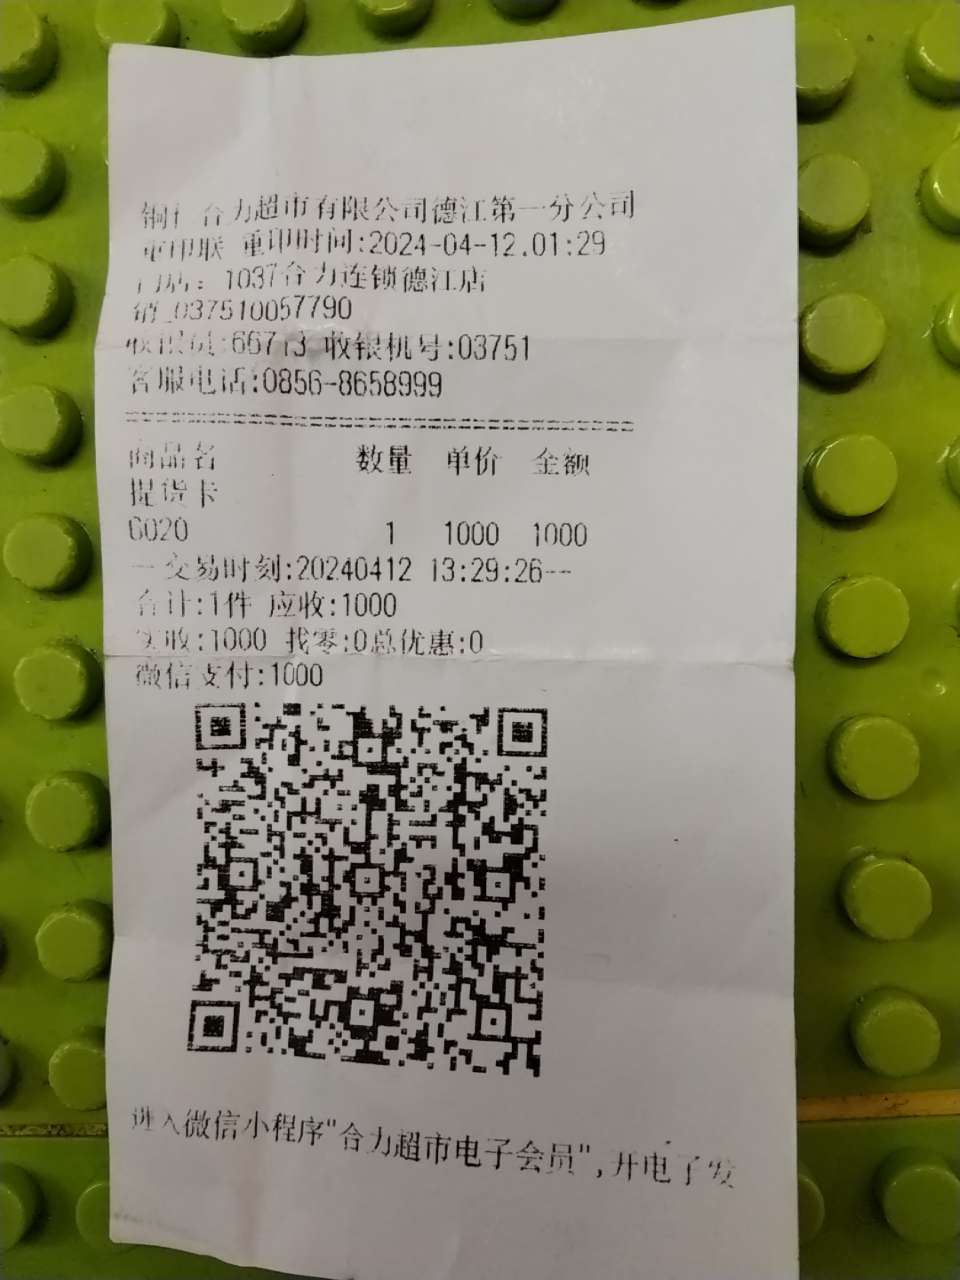 铜仁合力超市有限公司德江第一分公司
重印联 重印时间:2024-04-12.01:29
门店: 1037合力连锁德江店
销_037510057790
收银员:66713 收银机号:03751
客服电话:0856-8658999
商品名 数量 单价 金额
提货卡
6020 1 1000 1000
--交易时刻:20240412 13:29:26--
合计:1件 应收:1000
实收:1000 找零:0总优惠:0
微信支付:1000
进入微信小程序"合力超市电子会员",开电子发